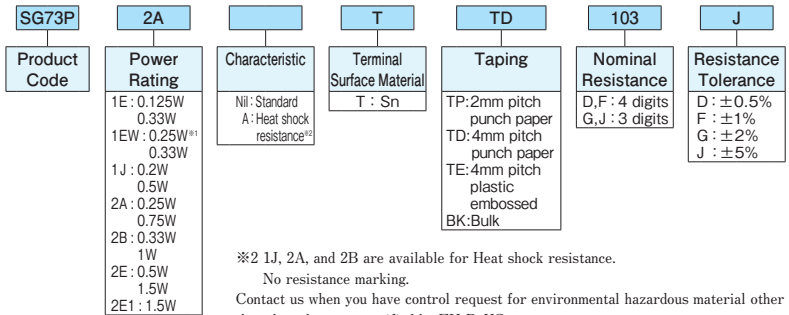 SG73P 2A T TD 103 J
Product Code
Power Rating
1E : 0.125W
0.33W
1EW : 0.25W※1
0.33W
1J : 0.2W
0.5W
2A : 0.25W
0.75W
2B : 0.33W
1W
2E : 0.5W
1.5W
2E1 : 1.5W
Characteristic
Nil : Standard
A : Heat shock
resistance※2
Terminal
Surface Material
T : Sn
Taping
TP:2mm pitch
punch paper
TD:4mm pitch
punch paper
TE:4mm pitch
plastic
embossed
BK:Bulk
Nominal
Resistance
D,F : 4 digits
G,J : 3 digits
Resistance
Tolerance
D : ±0.5%
F : ±1%
G : ±2%
J : ±5%
※2 1J, 2A, and 2B are available for Heat shock resistance.
No resistance marking.
Contact us when you have control request for environmental hazardous material other